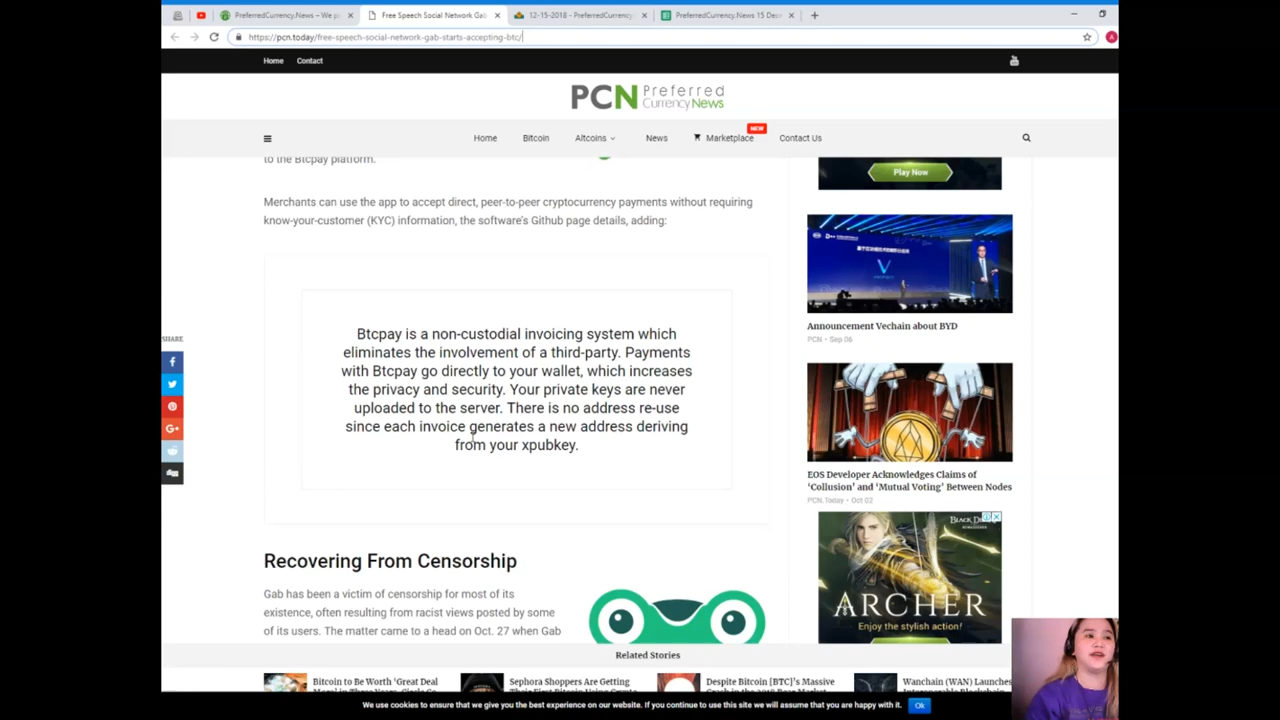 PreferredCurrency.News – We p
Free Speech Social Network Gab
12-15-2018 - PreferredCurrency
PreferredCurrency.News 15 Dec
https://pcn.today/free-speech-social-network-gab-starts-accepting-btc/
A
Home
Contact
PCN Preferred
CurrencyNews
NEW
Home
Bitcoin
Altcoins
News
Marketplace
Contact Us
to the Btcpay platform.
Merchants can use the app to accept direct, peer-to-peer cryptocurrency payments without requiring
know-your-customer (KYC) information, the software's Github page details, adding:
Btcpay is a non-custodial invoicing system which
eliminates the involvement of a third-party. Payments
with Btcpay go directly to your wallet, which increases
the privacy and security. Your private keys are never
uploaded to the server. There is no address re-use
since each invoice generates a new address deriving
from your xpubkey.
SHARE
Recovering From Censorship
Gab has been a victim of censorship for most of its
existence, often resulting from racist views posted by some
of its users. The matter came to a head on Oct. 27 when Gab
Play Now
Announcement Vechain about BYD
PCN • Sep 06
EOS Developer Acknowledges Claims of
'Collusion' and 'Mutual Voting' Between Nodes
PCN.Today • Oct 02
ARCHER
Enjoy the stylish action!
Related Stories
Bitcoin to Be Worth 'Great Deal
Sephora Shoppers Are Getting
Despite Bitcoin [BTC]'s Massive
Wanchain (WAN) Launches
We use cookies to ensure that we give you the best experience on our website. If you continue to use this site we will assume that you are happy with it.
Ok